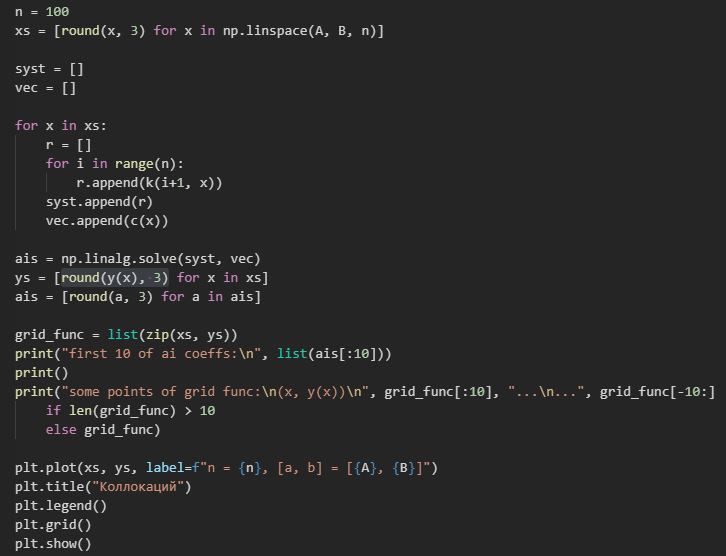 n = 100
xs = [round(x, 3) for x in np.linspace(A, B, n)]

syst = []
vec = []

for x in xs:
    r = []
    for i in range(n):
        r.append(k(i+1, x))
    syst.append(r)
    vec.append(c(x))

ais = np.linalg.solve(syst, vec)
ys = [round(y(x), 3) for x in xs]
ais = [round(a, 3) for a in ais]

grid_func = list(zip(xs, ys))
print("first 10 of ai coeffs:\n", list(ais[:10]))
print()
print("some points of grid func:\n(x, y(x))\n", grid_func[:10], "...\n...", grid_func[-10:]
    if len(grid_func) > 10
    else grid_func)

plt.plot(xs, ys, label=f"n = {n}, [a, b] = [{A}, {B}]")
plt.title("Коллокаций")
plt.legend()
plt.grid()
plt.show()